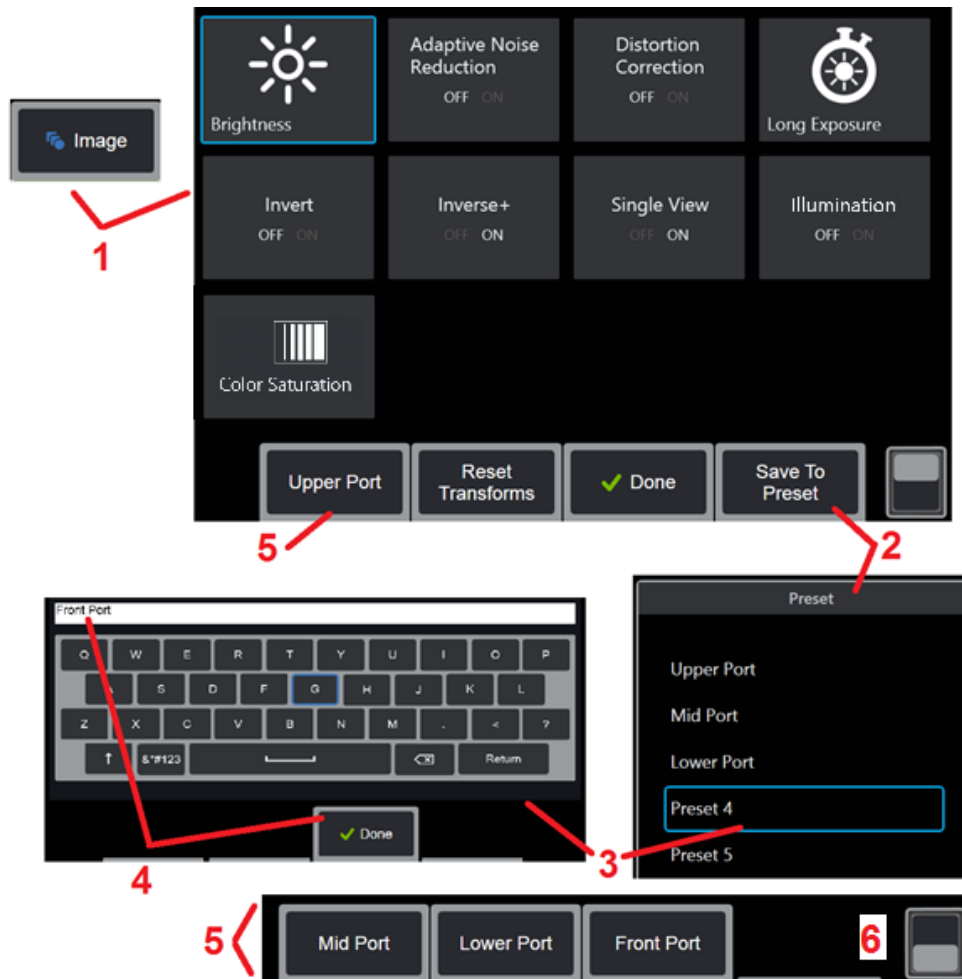 Image
1
Brightness
Adaptive Noise
Reduction
OFF ON
Distortion
Correction
OFF ON
Long Exposure
Invert
OFF ON
Inverse+
OFF ON
Single View
OFF ON
Illumination
OFF ON
Color Saturation
Upper Port
Reset
Transforms
Done
Save To
Preset
5
2
Front Port
Q W E R T Y U I O P
A S D F G H J K L
Z X C V B N M . < ?
↑ &*#123 Return
Done
4
Preset
Upper Port
Mid Port
Lower Port
Preset 4
Preset 5
3
5
Mid Port
Lower Port
Front Port
6